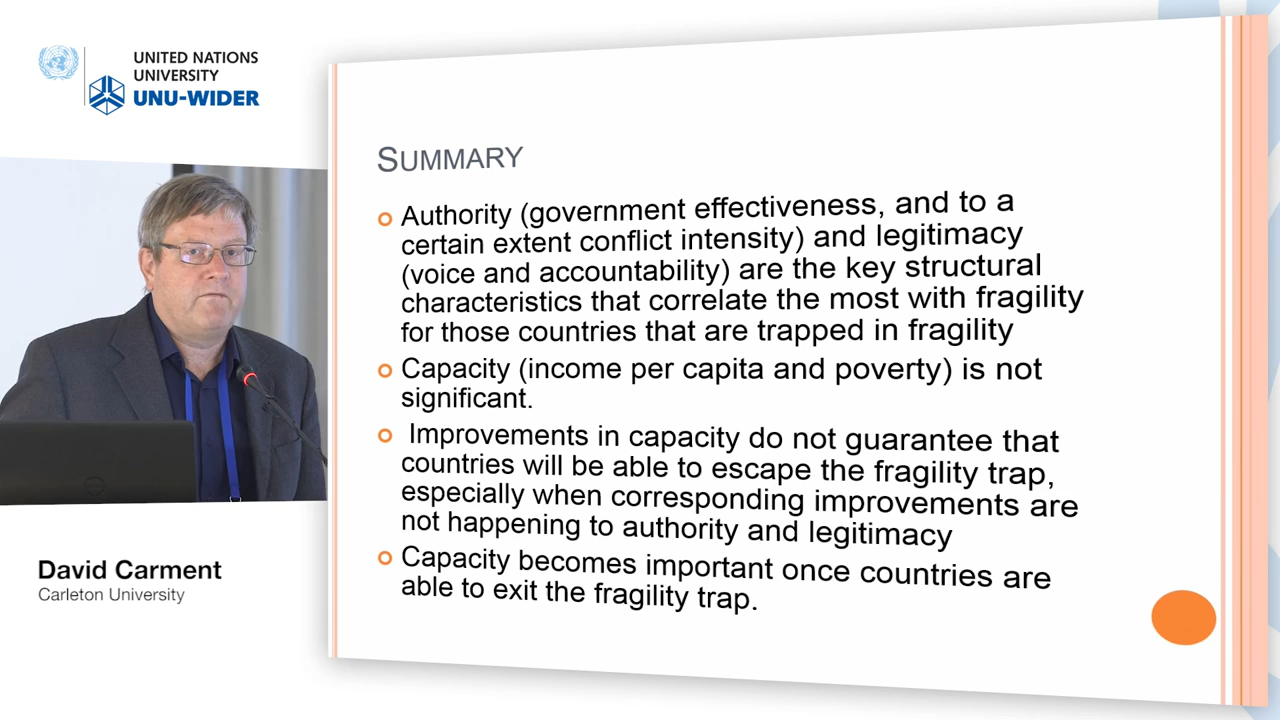 UNITED NATIONS
UNIVERSITY
UNU-WIDER
SUMMARY
Authority (government effectiveness, and to a
certain extent conflict intensity) and legitimacy
(voice and accountability) are the key structural
characteristics that correlate the most with fragility
for those countries that are trapped in fragility
Capacity (income per capita and poverty) is not
significant.
Improvements in capacity do not guarantee that
countries will be able to escape the fragility trap,
especially when corresponding improvements are
not happening to authority and legitimacy
Capacity becomes important once countries are
able to exit the fragility trap.
David Carment
Carleton University